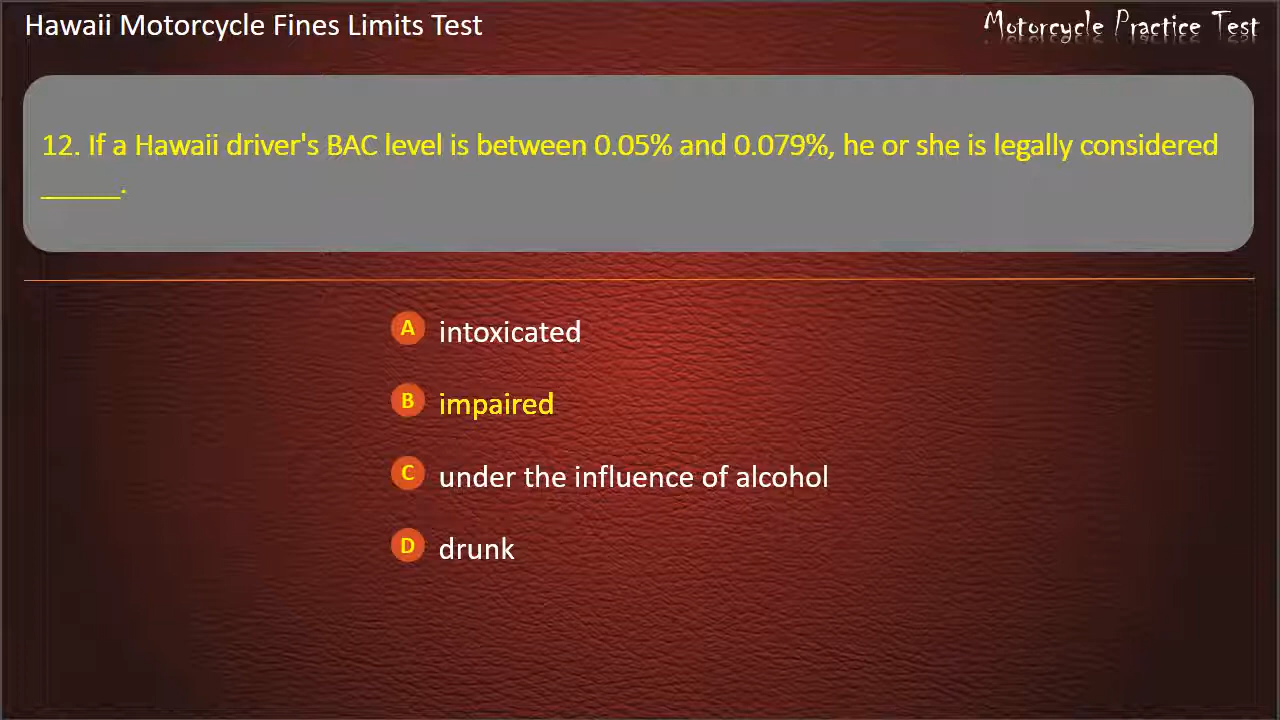 Hawaii Motorcycle Fines Limits Test
Motorcycle Practice Test
12. If a Hawaii driver's BAC level is between 0.05% and 0.079%, he or she is legally considered
______.
A intoxicated
B impaired
C under the influence of alcohol
D drunk